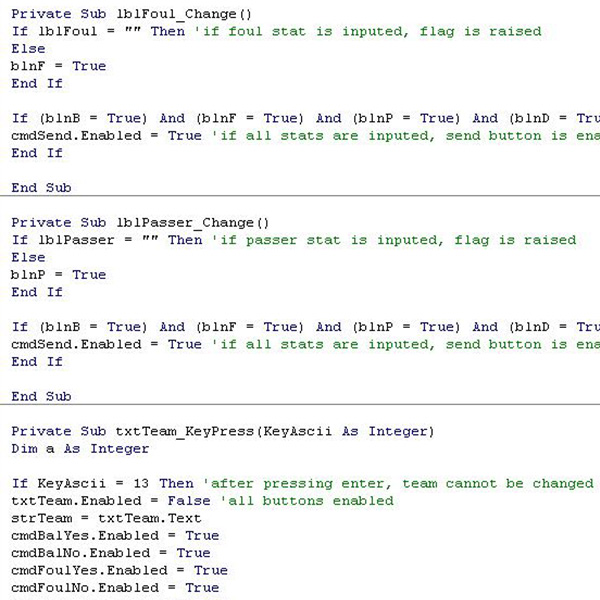 Private Sub lblFoul_Change()
If lblFoul = "" Then 'if foul stat is inputed, flag is raised
Else
blnF = True
End If
If (blnB = True) And (blnF = True) And (blnP = True) And (blnD = Tru
cmdSend.Enabled = True 'if all stats are inputed, send button is ena
End If
End Sub
Private Sub lblPasser_Change()
If lblPasser = "" Then 'if passer stat is inputed, flag is raised
Else
blnP = True
End If
If (blnB = True) And (blnF = True) And (blnP = True) And (blnD = Tru
cmdSend.Enabled = True 'if all stats are inputed, send button is ena
End If
End Sub
Private Sub txtTeam_KeyPress(KeyAscii As Integer)
Dim a As Integer
If KeyAscii = 13 Then 'after pressing enter, team cannot be changed
txtTeam.Enabled = False 'all buttons enabled
strTeam = txtTeam.Text
cmdBalYes.Enabled = True
cmdBalNo.Enabled = True
cmdFoulYes.Enabled = True
cmdFoulNo.Enabled = True